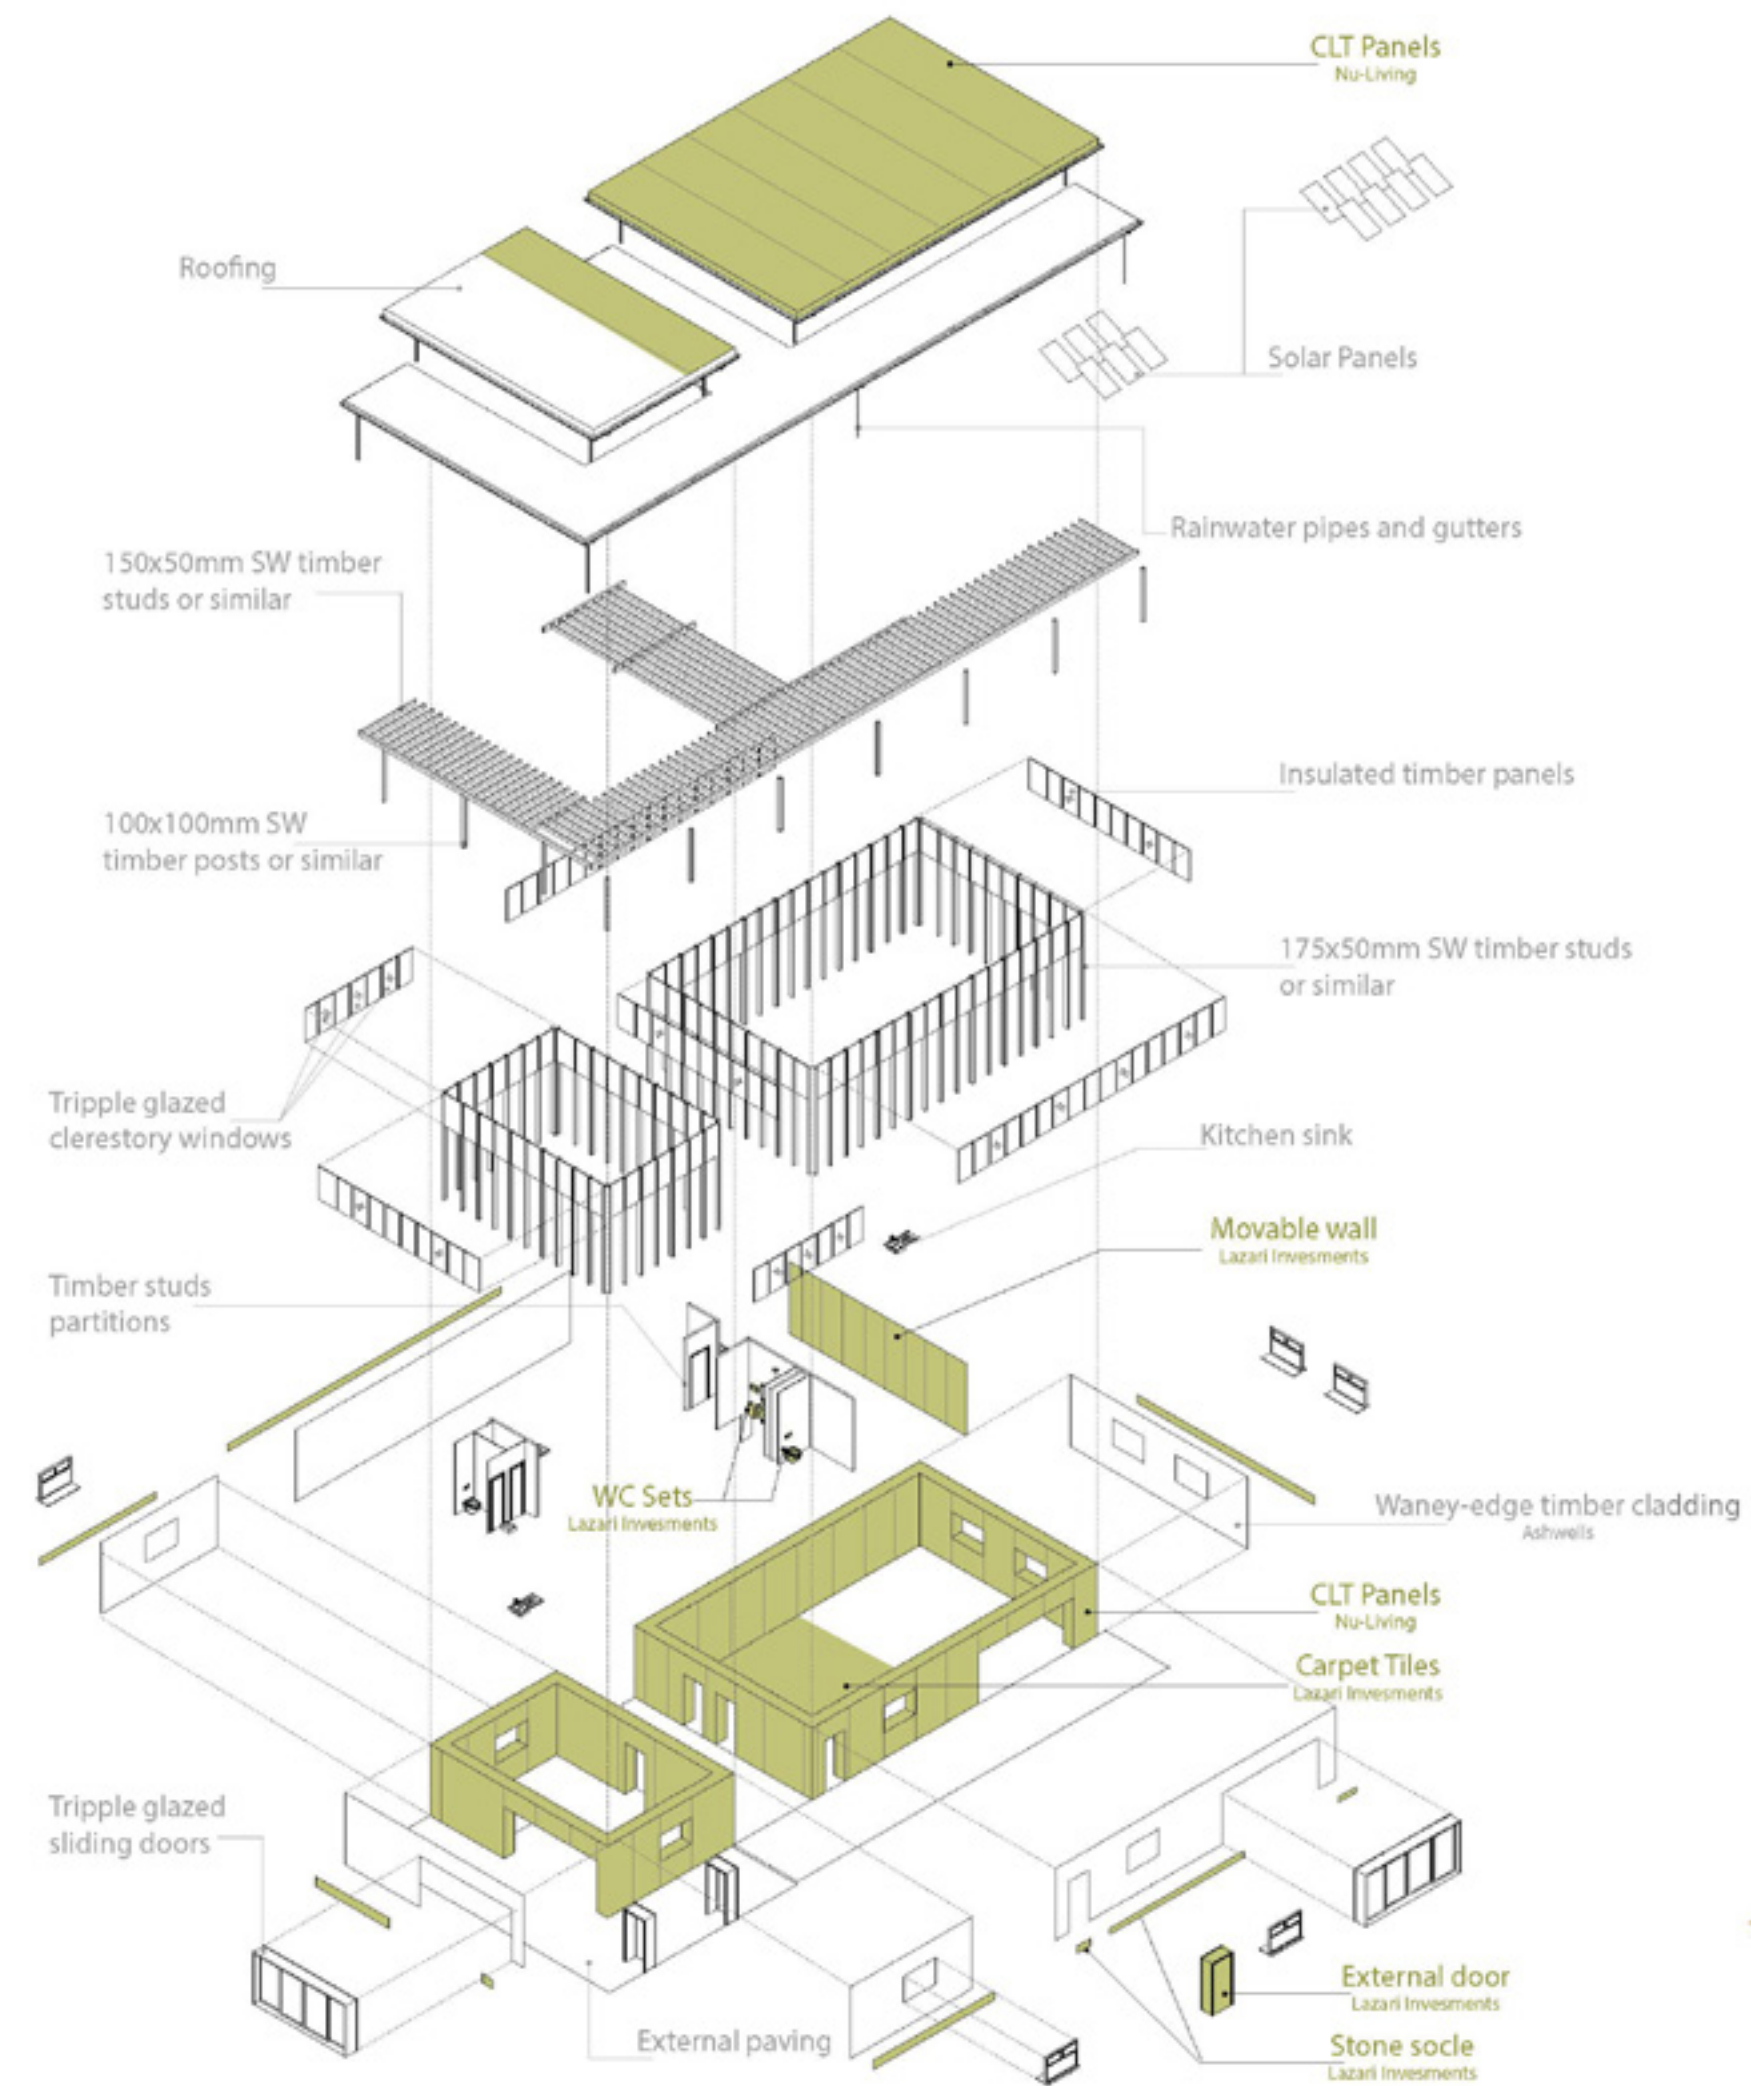 CLT Panels
Nu-Living
Roofing
Solar Panels
Rainwater pipes and gutters
150x50mm SW timber
studs or similar
Insulated timber panels
100x100mm SW
timber posts or similar
175x50mm SW timber studs
or similar
Tripple glazed
clerestory windows
Kitchen sink
Movable wall
Lazari Invesments
Timber studs
partitions
WC Sets
Lazari Invesments
Waney-edge timber cladding
Ashwells
CLT Panels
Nu-Living
Carpet Tiles
Lazari Invesments
Tripple glazed
sliding doors
External door
Lazari Invesments
External paving
Stone socle
Lazari Invesments